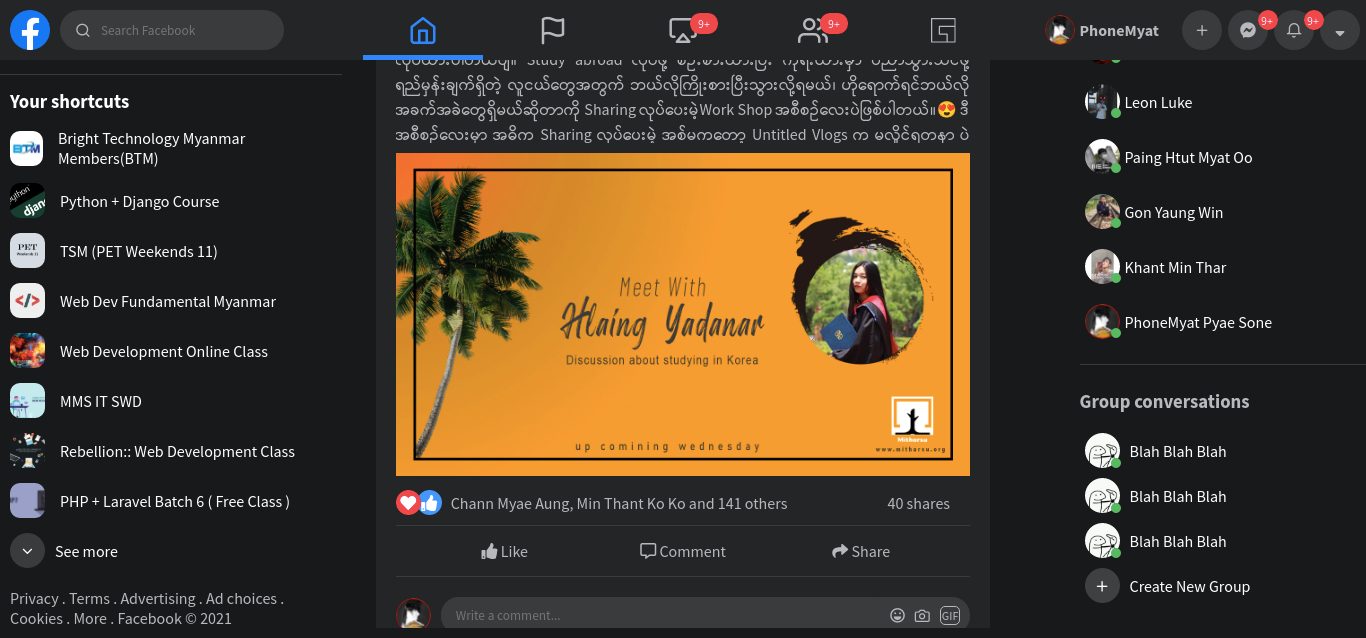 Search Facebook
9+
9+
PhoneMyat
9+
9+
Your shortcuts
Bright Technology Myanmar
Members(BTM)
Python + Django Course
TSM (PET Weekends 11)
Web Dev Fundamental Myanmar
Web Development Online Class
MMS IT SWD
Rebellion:: Web Development Class
PHP + Laravel Batch 6 ( Free Class )
See more
Privacy . Terms . Advertising . Ad choices .
Cookies . More . Facebook © 2021
ရည်မှန်းချက်ရှိတဲ့ လူငယ်တွေအတွက် ဘယ်လိုကြိုးစားပြီးသွားလို့ရမယ်၊ ဟိုရောက်ရင်ဘယ်လို
အခက်အခဲတွေရှိမယ်ဆိုတာကို Sharing လုပ်ပေးမဲ့Work Shop အစီစဉ်လေးပဲဖြစ်ပါတယ်။😍 ဒီ
အစီစဉ်လေးမှာ အဓိက Sharing လုပ်ပေးမဲ့ အစ်မကတော့ Untitled Vlogs က မလှိုင်ရတနာ ပဲ
Meet With
Hlaing Yadanar
Discussion about studying in Korea
up comining wednesday
Mitharsu
www.mitharsu.org
Chann Myae Aung, Min Thant Ko Ko and 141 others
40 shares
Like
Comment
Share
Write a comment...
GIF
Leon Luke
Paing Htut Myat Oo
Gon Yaung Win
Khant Min Thar
PhoneMyat Pyae Sone
Group conversations
Blah Blah Blah
Blah Blah Blah
Blah Blah Blah
Create New Group